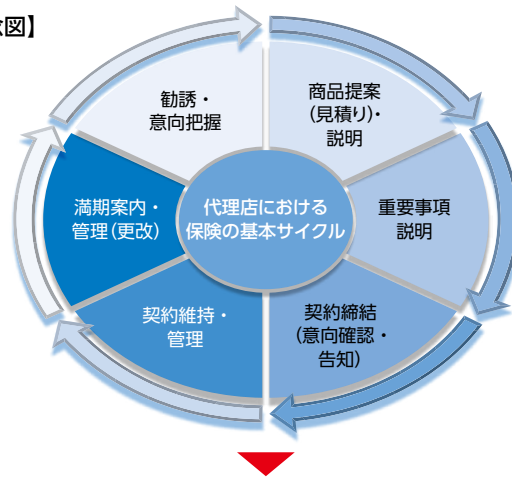 図】
勧誘・
意向把握
商品提案
(見積り)・
説明
重要事項
説明
契約締結
(意向確認・
告知)
契約維持・
管理
満期案内・
管理(更改)
代理店における
保険の基本サイクル